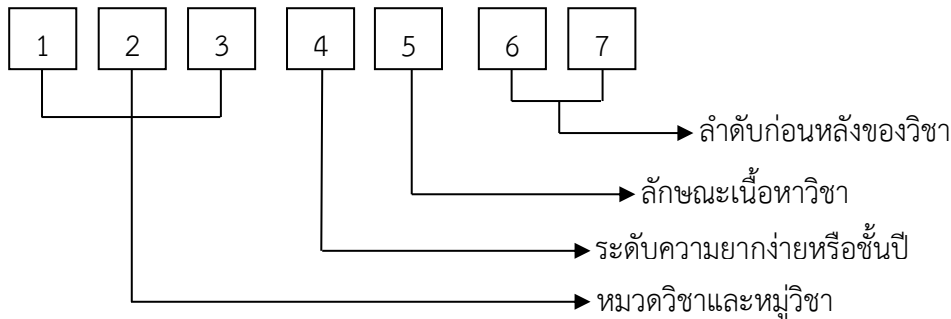 1 2 3 4 5 6 7
ลำดับก่อนหลังของวิชา
ลักษณะเนื้อหาวิชา
ระดับความยากง่ายหรือชั้นปี
หมวดวิชาและหมู่วิชา